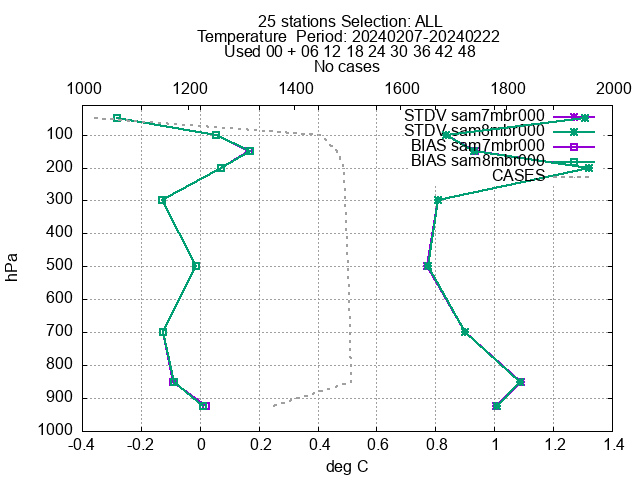 25 stations Selection: ALL
Temperature Period: 20240207-20240222
Used 00 + 06 12 18 24 30 36 42 48
No cases
1000 1200 1400 1600 1800 2000
STDV sam7mbr000
STDV sam8mbr000
BIAS sam7mbr000
BIAS sam8mbr000
CASES
100
200
300
400
500
600
700
800
900
1000
hPa
-0.4 -0.2 0 0.2 0.4 0.6 0.8 1 1.2 1.4
deg C